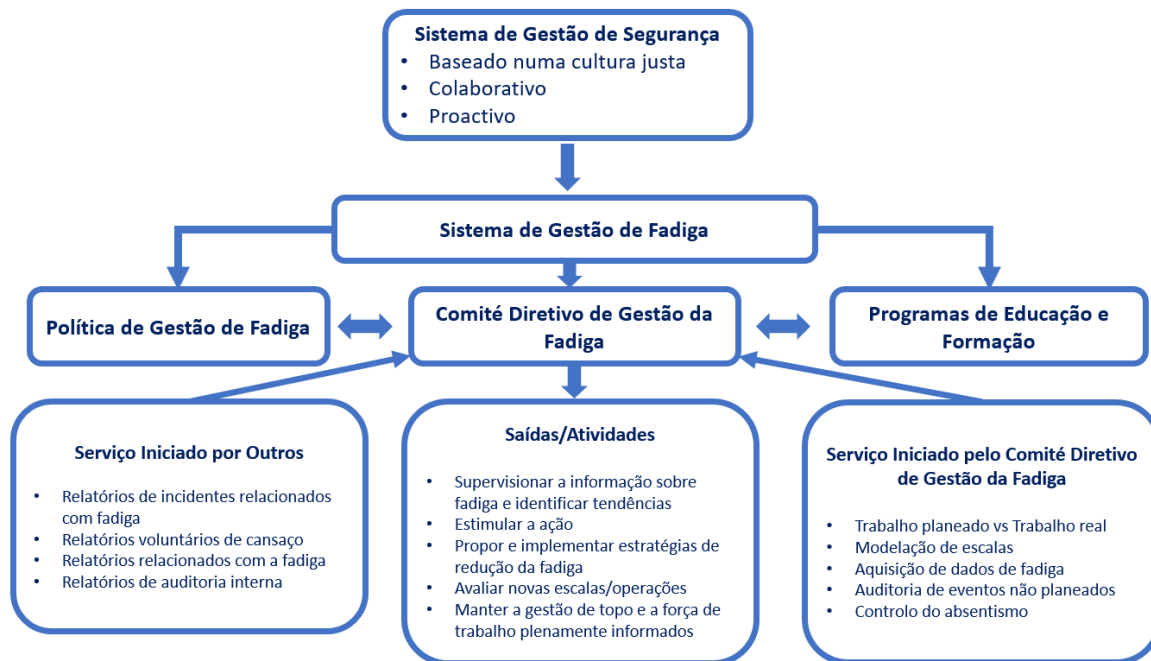 Sistema de Gestão de Segurança
• Baseado numa cultura justa
• Colaborativo
• Proactivo
Sistema de Gestão de Fadiga
Política de Gestão de Fadiga
Comité Diretivo de Gestão da
Fadiga
Programas de Educação e
Formação
Serviço Iniciado por Outros
• Relatórios de incidentes relacionados
com fadiga
• Relatórios voluntários de cansaço
• Relatórios relacionados com a fadiga
• Relatórios de auditoria interna
Saídas/Atividades
• Supervisionar a informação sobre
fadiga e identificar tendências
• Estimular a ação
• Propor e implementar estratégias de
redução da fadiga
• Avaliar novas escalas/operações
• Manter a gestão de topo e a força de
trabalho plenamente informados
Serviço Iniciado pelo Comité Diretivo
de Gestão da Fadiga
• Trabalho planeado vs Trabalho real
• Modelação de escalas
• Aquisição de dados de fadiga
• Auditoria de eventos não planeados
• Controlo do absentismo